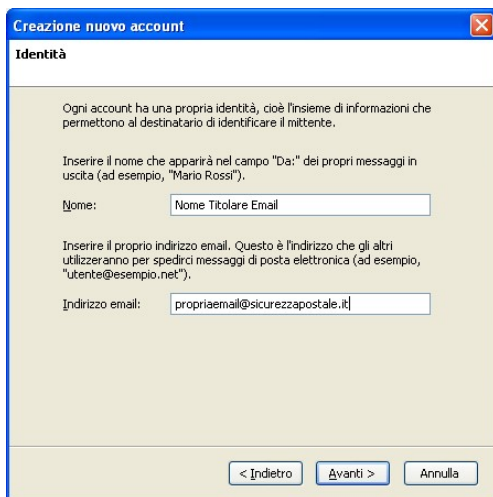 Creazione nuovo account
Identità
Ogni account ha una propria identità, cioè l'insieme di informazioni che
permettono al destinatario di identificare il mittente.
Inserire il nome che apparirà nel campo "Da:" dei propri messaggi in
uscita (ad esempio, "Mario Rossi").
Nome: Nome Titolare Email
Inserire il proprio indirizzo email. Questo è l'indirizzo che gli altri
utilizzeranno per spedirci messaggi di posta elettronica (ad esempio,
"utente@esempio.net").
Indirizzo email: propriaemail@sicurezzapostale.it
< Indietro Avanti > Annulla